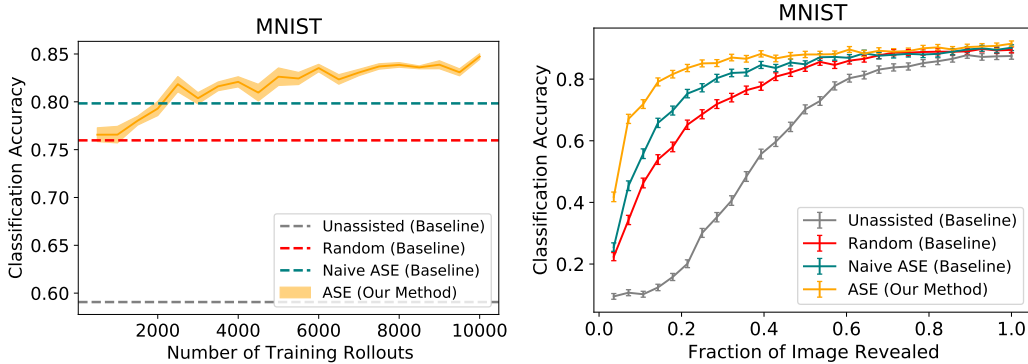 MNIST
Classification Accuracy
0.85
0.80
0.75
0.70
0.65
0.60
Unassisted (Baseline)
Random (Baseline)
Naive ASE (Baseline)
ASE (Our Method)
2000 4000 6000 8000 10000
Number of Training Rollouts
MNIST
Classification Accuracy
0.8
0.6
0.4
0.2
Unassisted (Baseline)
Random (Baseline)
Naive ASE (Baseline)
ASE (Our Method)
0.0 0.2 0.4 0.6 0.8 1.0
Fraction of Image Revealed